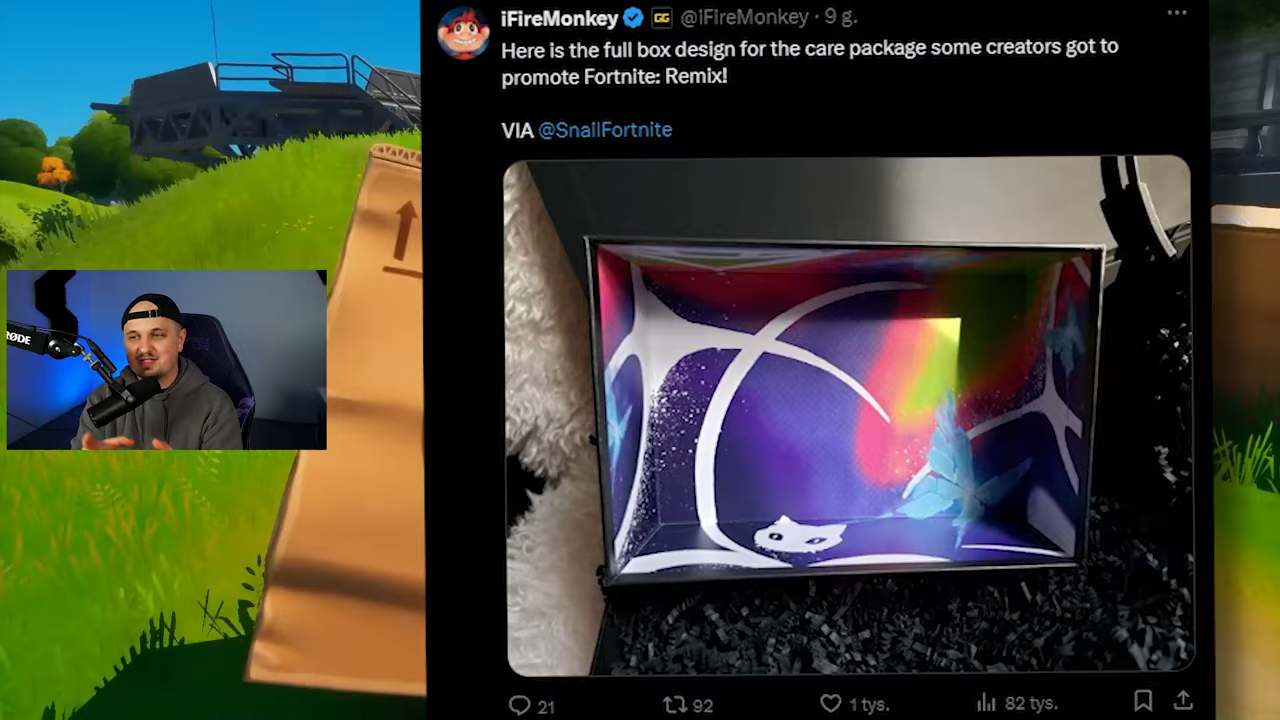 iFireMonkey GG @iFireMonkey · 9 g.
Here is the full box design for the care package some creators got to
promote Fortnite: Remix!
VIA @SnailFortnite
RØDE
21 92 1 tys. 82 tys.